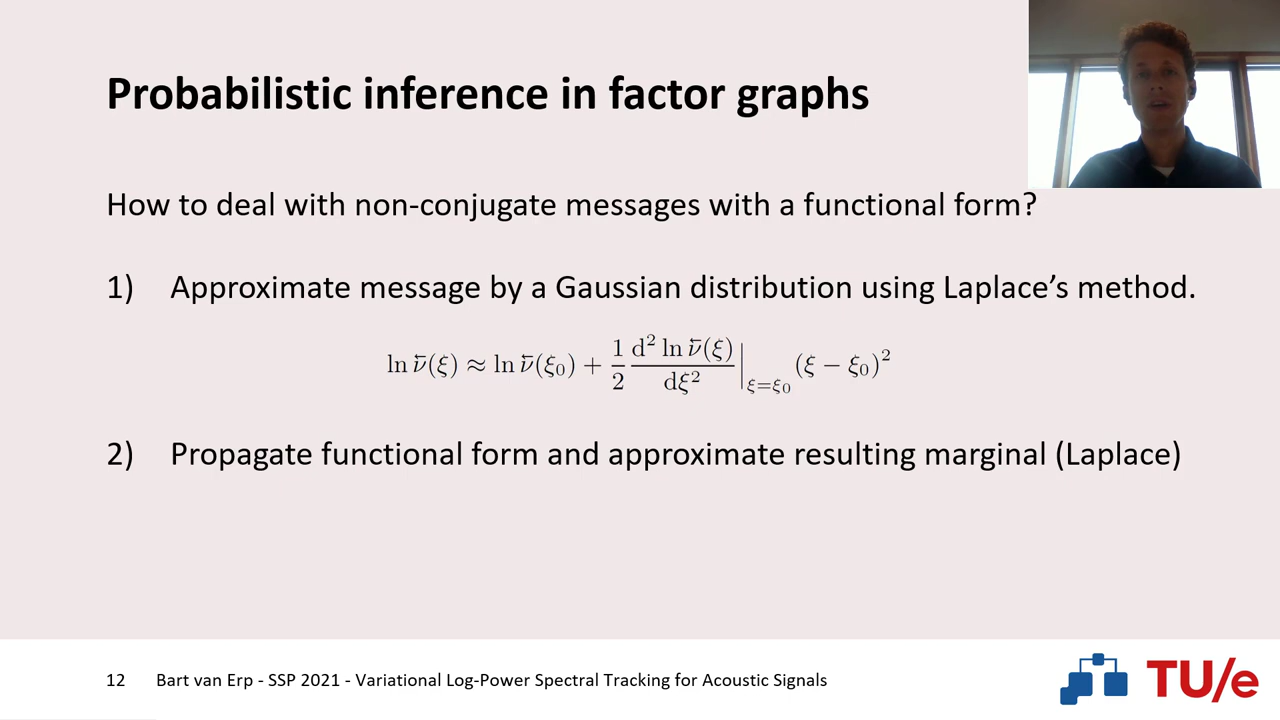 Probabilistic inference in factor graphs
How to deal with non-conjugate messages with a functional form?
1) Approximate message by a Gaussian distribution using Laplace’s method.
ln ν̄(ξ) ≈ ln ν̄(ξ₀) + 1/2 d² ln ν̄(ξ)/dξ² |ξ=ξ₀ (ξ − ξ₀)²
2) Propagate functional form and approximate resulting marginal (Laplace)
12 Bart van Erp - SSP 2021 - Variational Log-Power Spectral Tracking for Acoustic Signals
TU/e